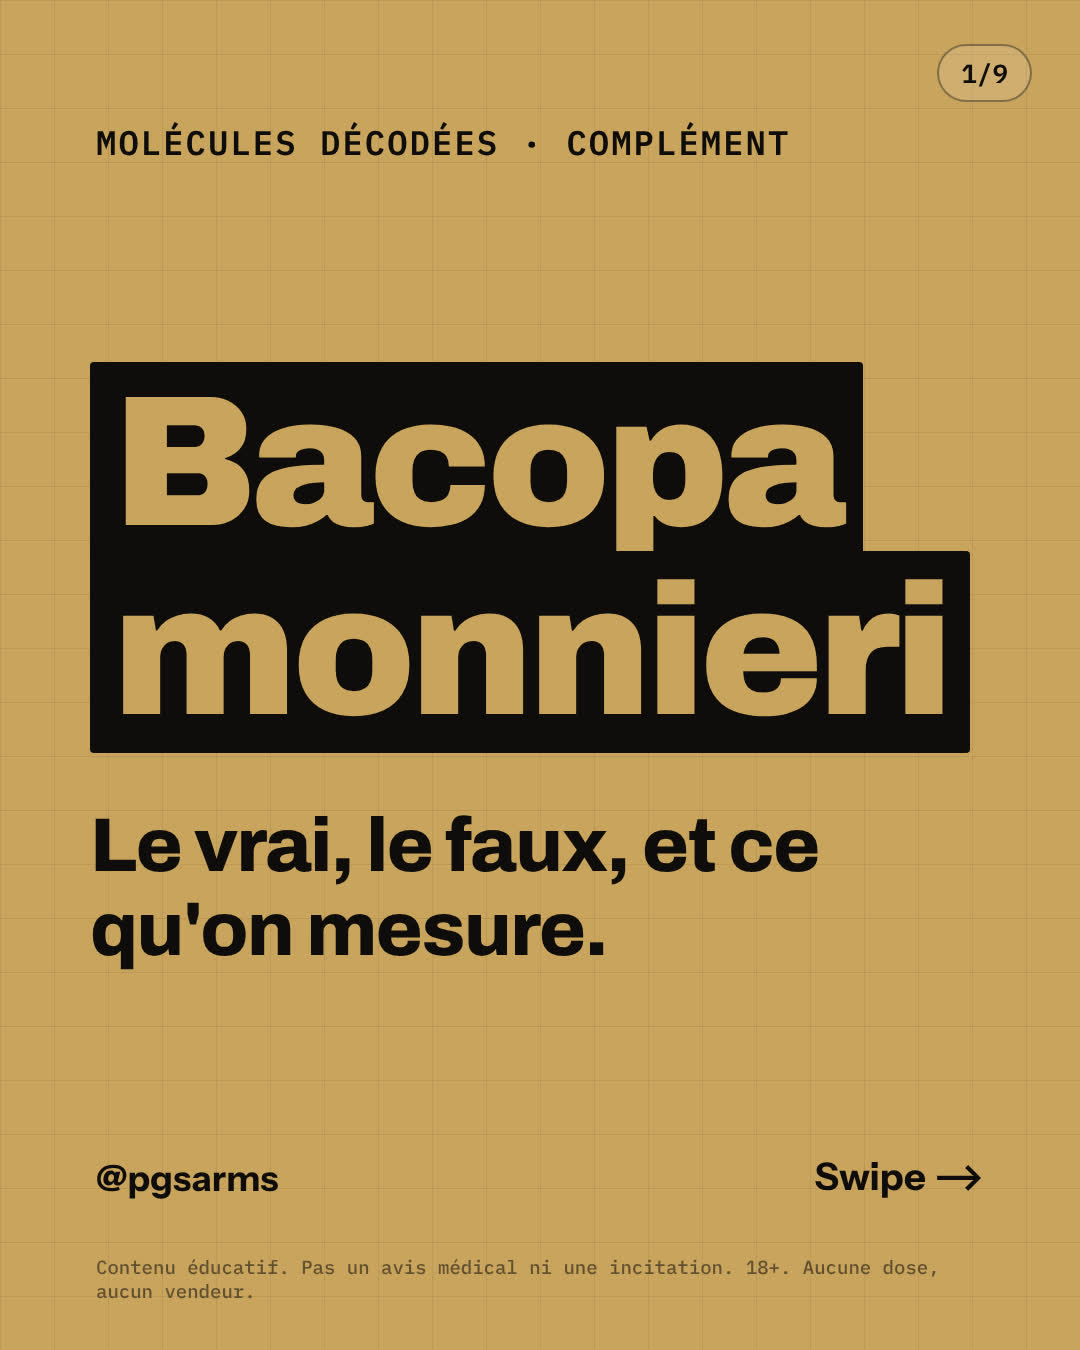 1/9
MOLÉCULES DÉCODÉES · COMPLÉMENT
Bacopa
monnieri
Le vrai, le faux, et ce
qu'on mesure.
@pgsarms
Swipe →
Contenu éducatif. Pas un avis médical ni une incitation. 18+. Aucune dose,
aucun vendeur.